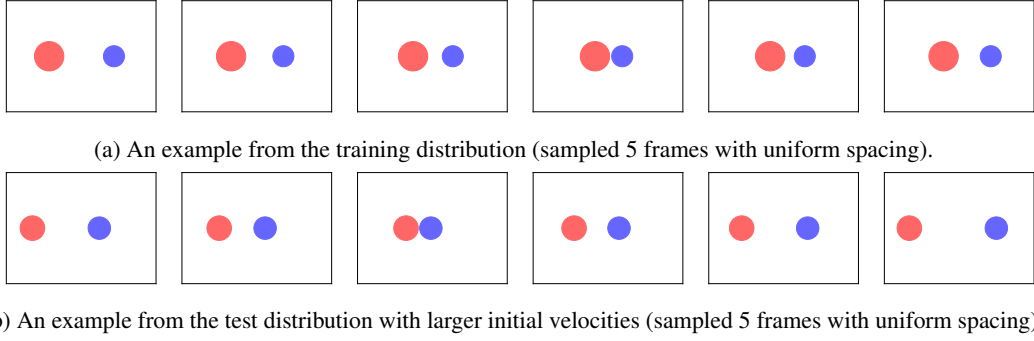 (a) An example from the training distribution (sampled 5 frames with uniform spacing).
) An example from the test distribution with larger initial velocities (sampled 5 frames with uniform spacing)